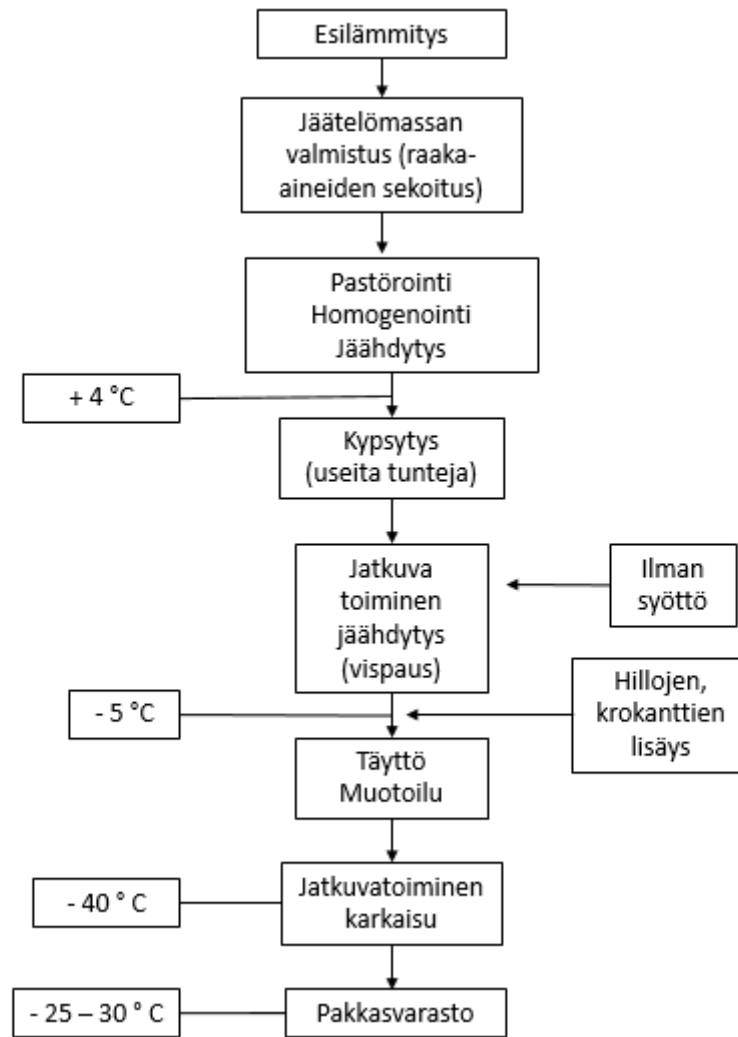 Esilämmitys
Jäätelömassan
valmistus (raaka-
aineiden sekoitus)
Pastörointi
Homogenointi
Jäähdytys
+ 4 °C
Kypsytys
(useita tunteja)
Jatkuva
toiminen
jäähdytys
(vispaus)
Ilman
syöttö
- 5 °C
Hillojen,
krokanttien
lisäys
Täyttö
Muotoilu
- 40 ° C
Jatkuvatoiminen
karkaisu
- 25 – 30 ° C
Pakkasvarasto